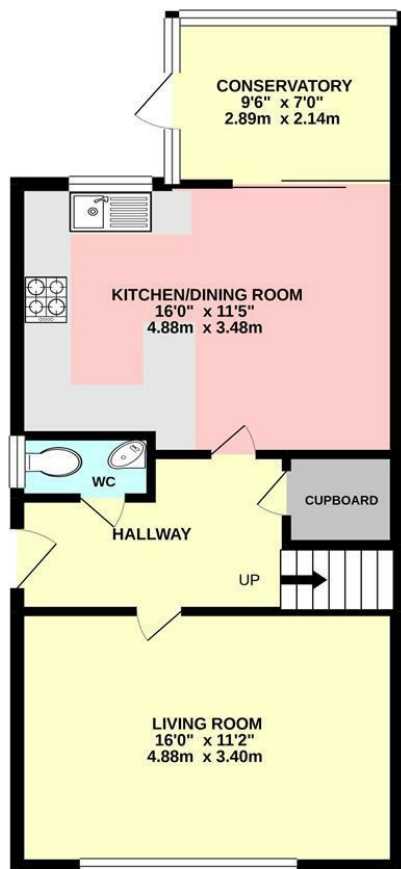 CONSERVATORY
9'6" x 7'0"
2.89m x 2.14m
KITCHEN/DINING ROOM
16'0" x 11'5"
4.88m x 3.48m
WC
CUPBOARD
HALLWAY
UP
LIVING ROOM
16'0" x 11'2"
4.88m x 3.40m